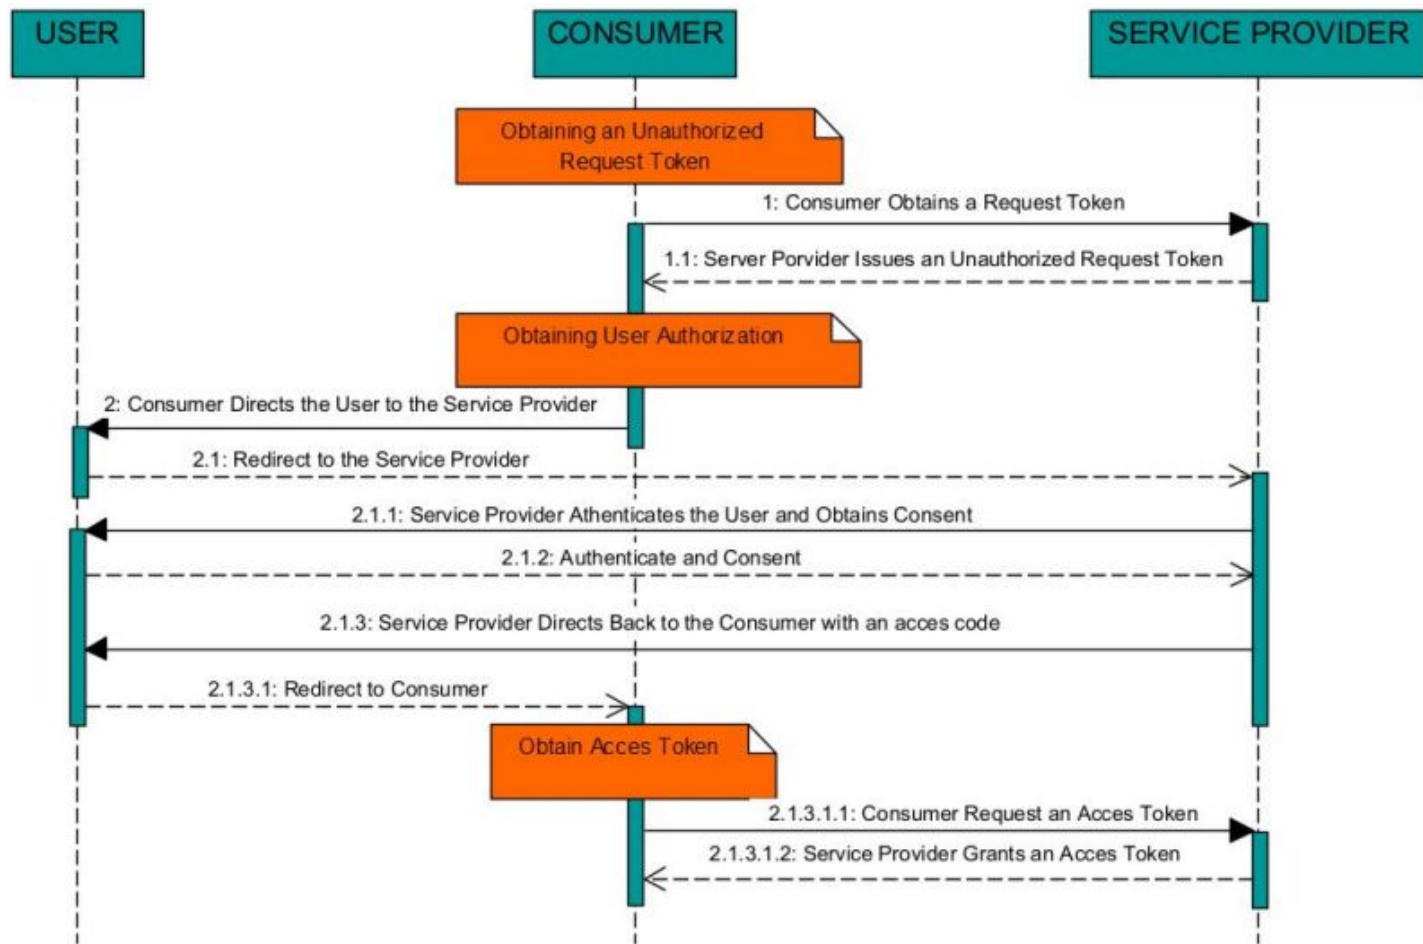 USER
CONSUMER
SERVICE PROVIDER
Obtaining an Unauthorized
Request Token
1: Consumer Obtains a Request Token
1.1: Server Porvider Issues an Unauthorized Request Token
Obtaining User Authorization
2: Consumer Directs the User to the Service Provider
2.1: Redirect to the Service Provider
2.1.1: Service Provider Athenticates the User and Obtains Consent
2.1.2: Authenticate and Consent
2.1.3: Service Provider Directs Back to the Consumer with an acces code
2.1.3.1: Redirect to Consumer
Obtain Acces Token
2.1.3.1.1: Consumer Request an Acces Token
2.1.3.1.2: Service Provider Grants an Acces Token